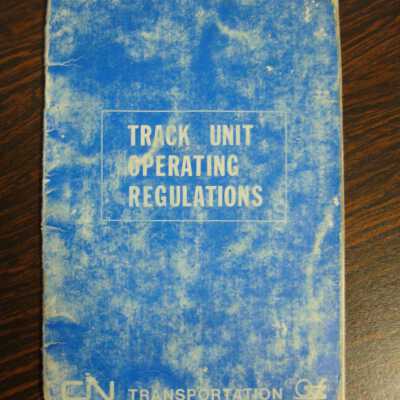 TRACK UNIT
OPERATING
REGULATIONS
CN TRANSPORTATION